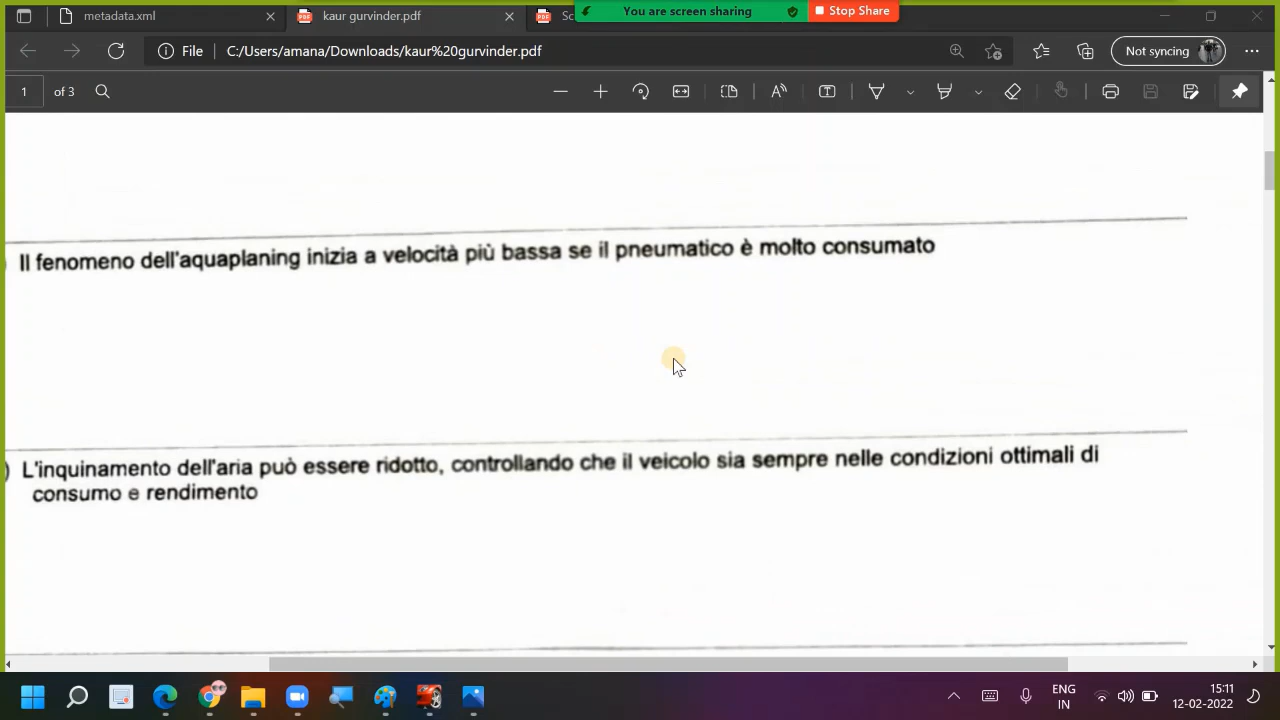 metadata.xml
kaur gurvinder.pdf
Sc
You are screen sharing
Stop Share
File
C:/Users/amana/Downloads/kaur%20gurvinder.pdf
Not syncing
1 of 3
Il fenomeno dell'aquaplaning inizia a velocità più bassa se il pneumatico è molto consumato
) L'inquinamento dell'aria può essere ridotto, controllando che il veicolo sia sempre nelle condizioni ottimali di
consumo e rendimento
ENG
IN
15:11
12-02-2022